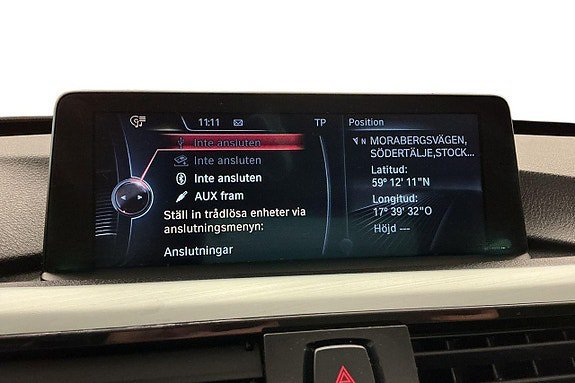 11:11 TP
Inte ansluten
Inte ansluten
Inte ansluten
AUX fram
Ställ in trådlösa enheter via
anslutningsmenyn:
Anslutningar
Position
N MORABERGSVÄGEN,
SÖDERTÄLJE,STOCK...
Latitud:
59° 12' 11"N
Longitud:
17° 39' 32"O
Höjd ---